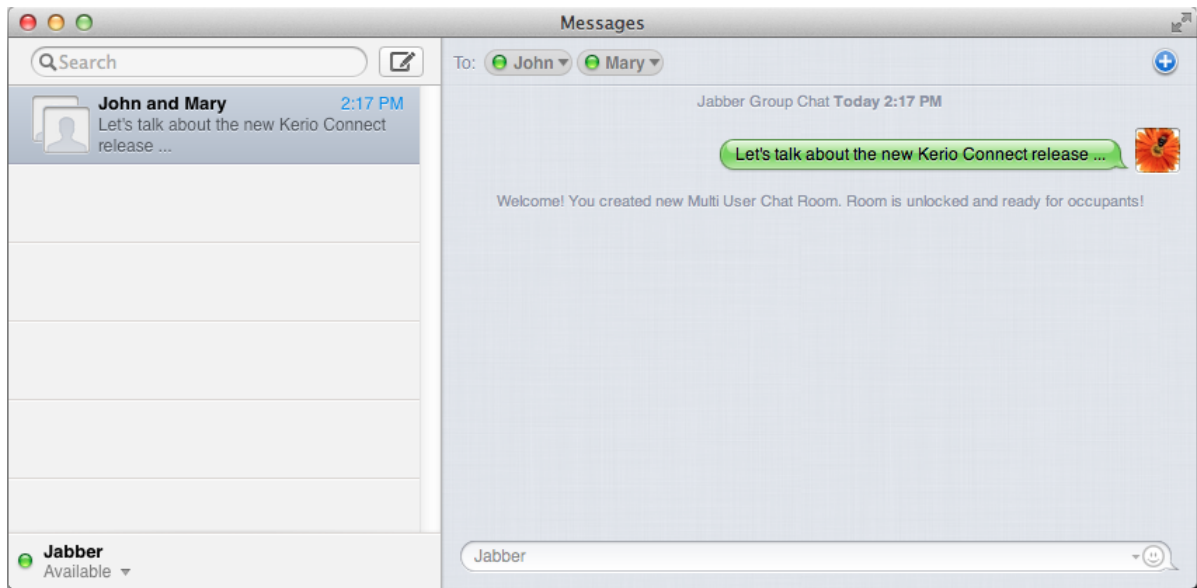 Messages
Search
John and Mary 2:17 PM
Let's talk about the new Kerio Connect
release ...
Jabber
Available
To: John Mary
Jabber Group Chat Today 2:17 PM
Let's talk about the new Kerio Connect release ...
Welcome! You created new Multi User Chat Room. Room is unlocked and ready for occupants!
Jabber